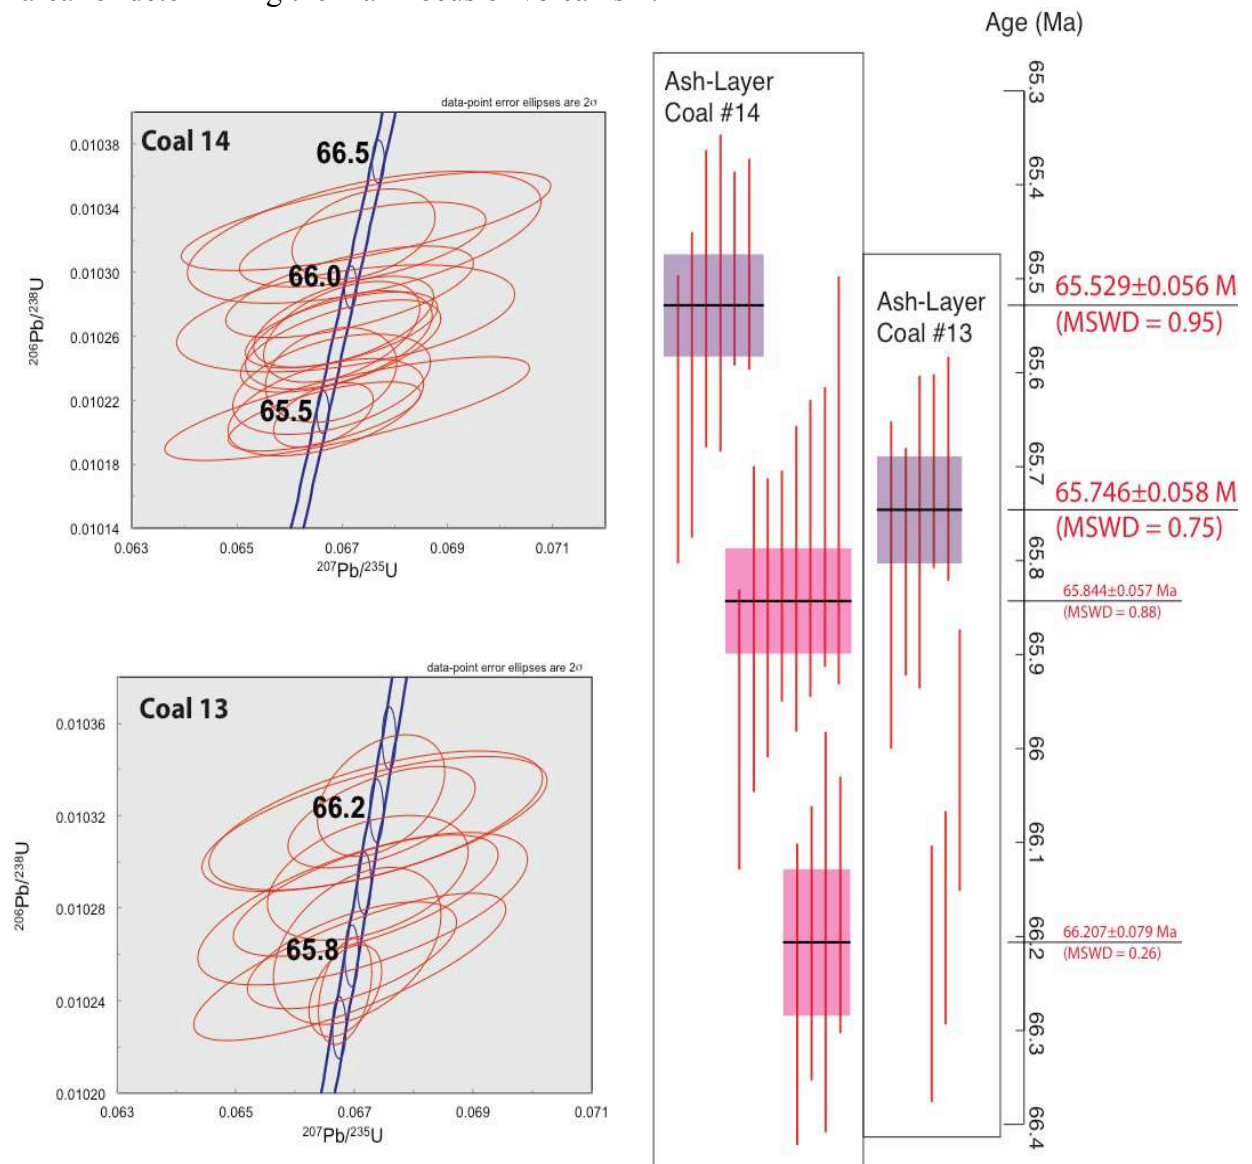 data-point error ellipses are 2σ
Coal 14
66.5
66.0
65.5
0.01038
0.01034
0.01030
0.01026
0.01022
0.01018
0.01014
0.063 0.065 0.067 0.069 0.071
206Pb/238U
207Pb/235U
data-point error ellipses are 2σ
Coal 13
66.2
65.8
0.01036
0.01032
0.01028
0.01024
0.01020
0.063 0.065 0.067 0.069 0.071
206Pb/238U
207Pb/235U
Age (Ma)
Ash-Layer
Coal #14
Ash-Layer
Coal #13
65.3
65.4
65.5
65.6
65.7
65.8
65.9
66
66.1
66.2
66.3
66.4
65.529±0.056 M
(MSWD = 0.95)
65.746±0.058 M
(MSWD = 0.75)
65.844±0.057 Ma
(MSWD = 0.88)
66.207±0.079 Ma
(MSWD = 0.26)